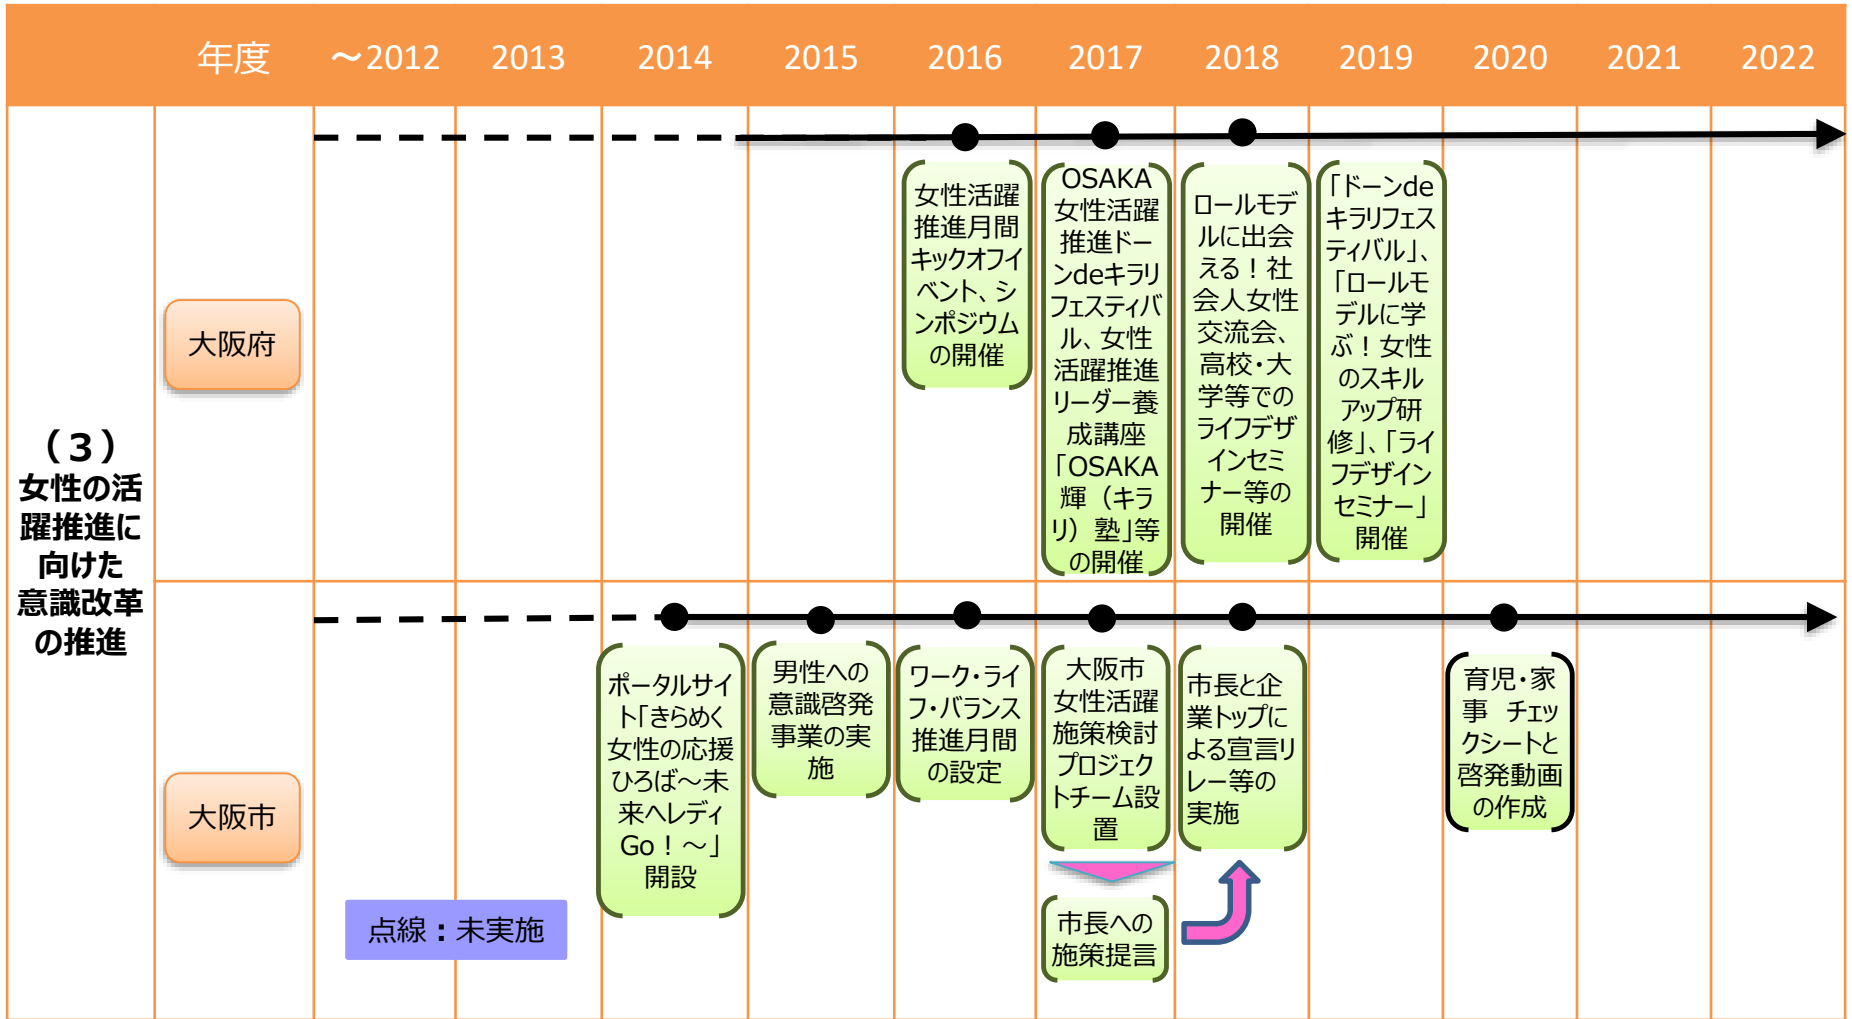 年度
～2012
2013
2014
2015
2016
2017
2018
2019
2020
2021
2022
（３）
女性の活
躍推進に
向けた
意識改革
の推進
大阪府
女性活躍
推進月間
キックオフイ
ベント、シ
ンポジウム
の開催
OSAKA
女性活躍
推進ドー
ンdeキラリ
フェスティバ
ル、女性
活躍推進
リーダー養
成講座
「OSAKA
輝（キラ
リ）塾」等
の開催
ロールモデ
ルに出会
える！社
会人女性
交流会、
高校・大
学等での
ライフデザ
インセミ
ナー等の
開催
「ドーンde
キラリフェス
ティバル」、
「ロールモ
デルに学
ぶ！女性
のスキル
アップ研
修」、「ライ
フデザイン
セミナー」
開催
大阪市
ポータルサイ
ト「きらめく
女性の応援
ひろば～未
来へレディ
Go！～」
開設
男性への
意識啓発
事業の実
施
ワーク・ライ
フ・バランス
推進月間
の設定
大阪市
女性活躍
施策検討
プロジェク
トチーム設
置
市長への
施策提言
市長と企
業トップに
よる宣言リ
レー等の
実施
育児・家
事　チェッ
クシートと
啓発動画
の作成
点線：未実施